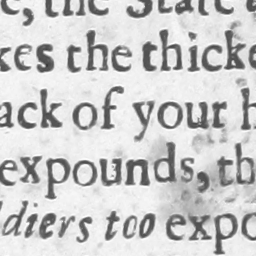 e, the State
kes the thicke
ack of your h
expounds, th
ldiers too expo